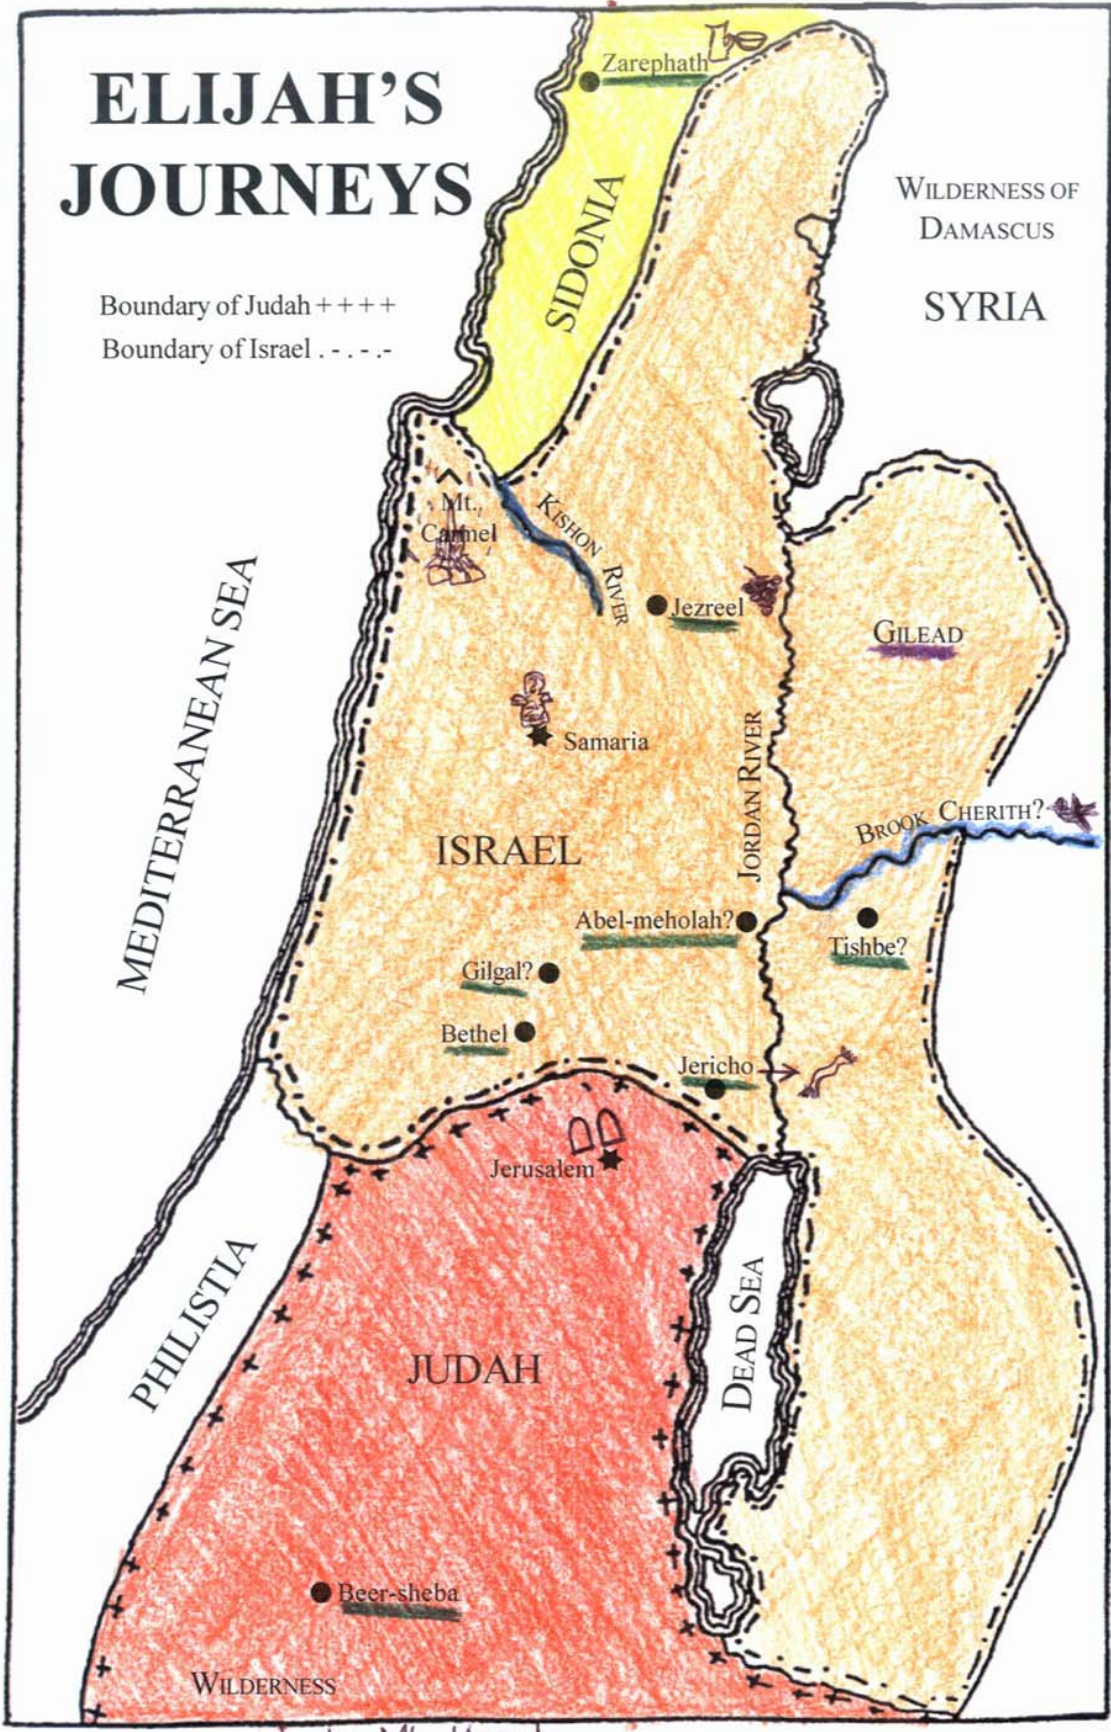 ELIJAH'S
JOURNEYS
Boundary of Judah ++++
Boundary of Israel .-.-.-
Zarephath
SIDONIA
WILDERNESS OF
DAMASCUS
SYRIA
Mt.
Carmel
KISHON RIVER
Jezreel
GILEAD
MEDITERRANEAN SEA
Samaria
JORDAN RIVER
BROOK CHERITH?
ISRAEL
Abel-meholah?
Tishbe?
Gilgal?
Bethel
Jericho
Jerusalem
PHILISTIA
DEAD SEA
JUDAH
Beer-sheba
WILDERNESS